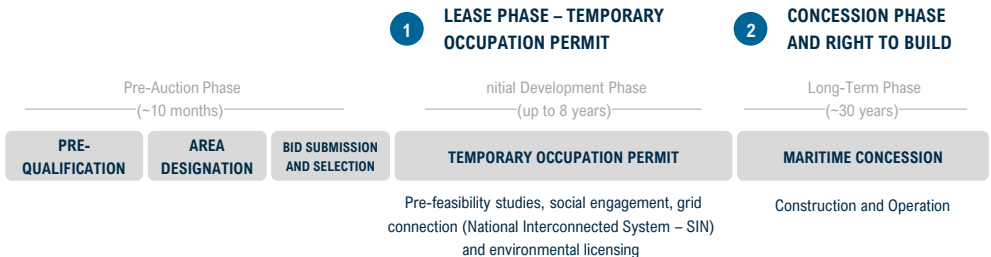 1
LEASE PHASE – TEMPORARY
OCCUPATION PERMIT
2
CONCESSION PHASE
AND RIGHT TO BUILD
Pre-Auction Phase
(~10 months)
nitial Development Phase
(up to 8 years)
Long-Term Phase
(~30 years)
PRE-
QUALIFICATION
AREA
DESIGNATION
BID SUBMISSION
AND SELECTION
TEMPORARY OCCUPATION PERMIT
MARITIME CONCESSION
Pre-feasibility studies, social engagement, grid
connection (National Interconnected System – SIN)
and environmental licensing
Construction and Operation